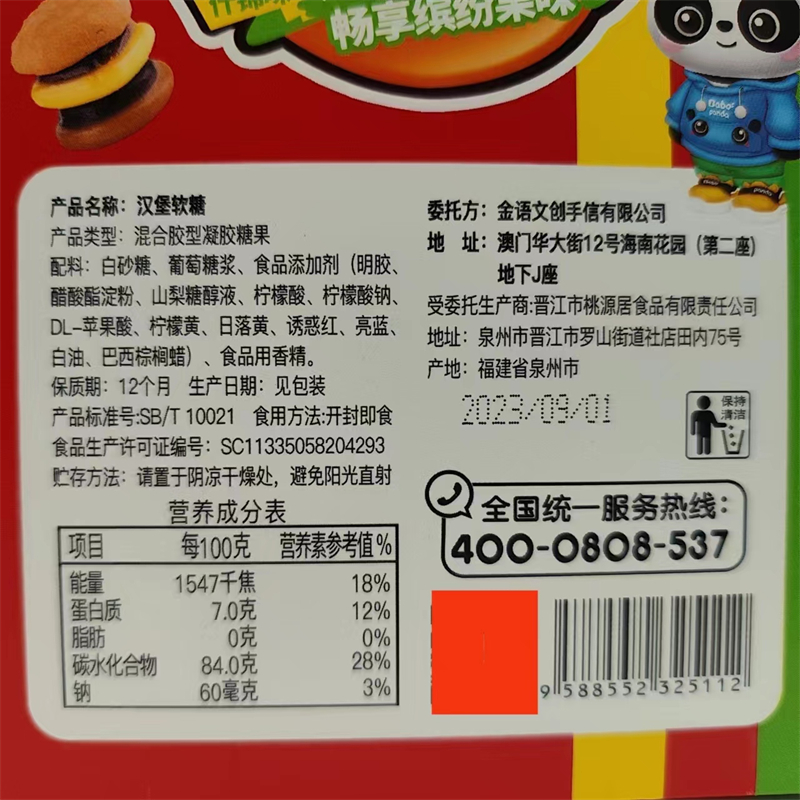 畅享缤纷果味
Babo
panda
产品名称：汉堡软糖
产品类型：混合胶型凝胶糖果
配料：白砂糖、葡萄糖浆、食品添加剂（明胶、
醋酸酯淀粉、山梨糖醇液、柠檬酸、柠檬酸钠、
DL-苹果酸、柠檬黄、日落黄、诱惑红、亮蓝、
白油、巴西棕榈蜡）、食品用香精。
保质期：12个月 生产日期：见包装
产品标准号:SB/T 10021 食用方法:开封即食
食品生产许可证编号：SC11335058204293
贮存方法：请置于阴凉干燥处，避免阳光直射
营养成分表
项目 每100克 营养素参考值%
能量 1547千焦 18%
蛋白质 7.0克 12%
脂肪 0克 0%
碳水化合物 84.0克 28%
钠 60毫克 3%
委托方：金语文创手信有限公司
地 址：澳门华大街12号海南花园（第二座)
地下J座
受委托生产商:晋江市桃源居食品有限责任公司
地址：泉州市晋江市罗山街道社店田内75号
产地：福建省泉州市
2023/09/01
保持
清洁
全国统一服务热线：
400-0808-537
9 588552 325112